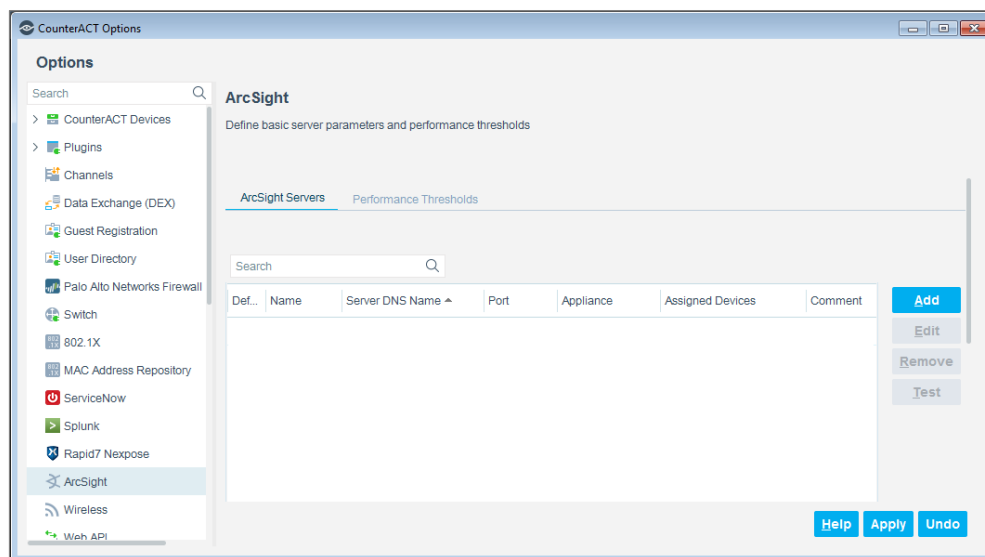 CounterACT Options
Options
Search
CounterACT Devices
Plugins
Channels
Data Exchange (DEX)
Guest Registration
User Directory
Palo Alto Networks Firewall
Switch
802.1X
MAC Address Repository
ServiceNow
Splunk
Rapid7 Nexpose
ArcSight
Wireless
Web API
ArcSight
Define basic server parameters and performance thresholds
ArcSight Servers Performance Thresholds
Search
Def... Name Server DNS Name Port Appliance Assigned Devices Comment
Add
Edit
Remove
Test
Help Apply Undo